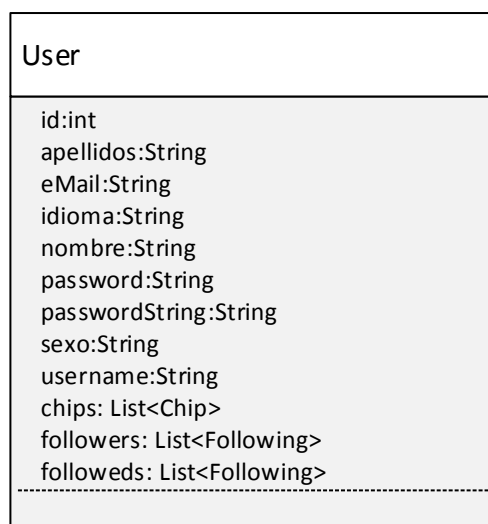 User
id:int
apellidos:String
eMail:String
idioma:String
nombre:String
password:String
passwordString:String
sexo:String
username:String
chips: List<Chip>
followers: List<Following>
followeds: List<Following>